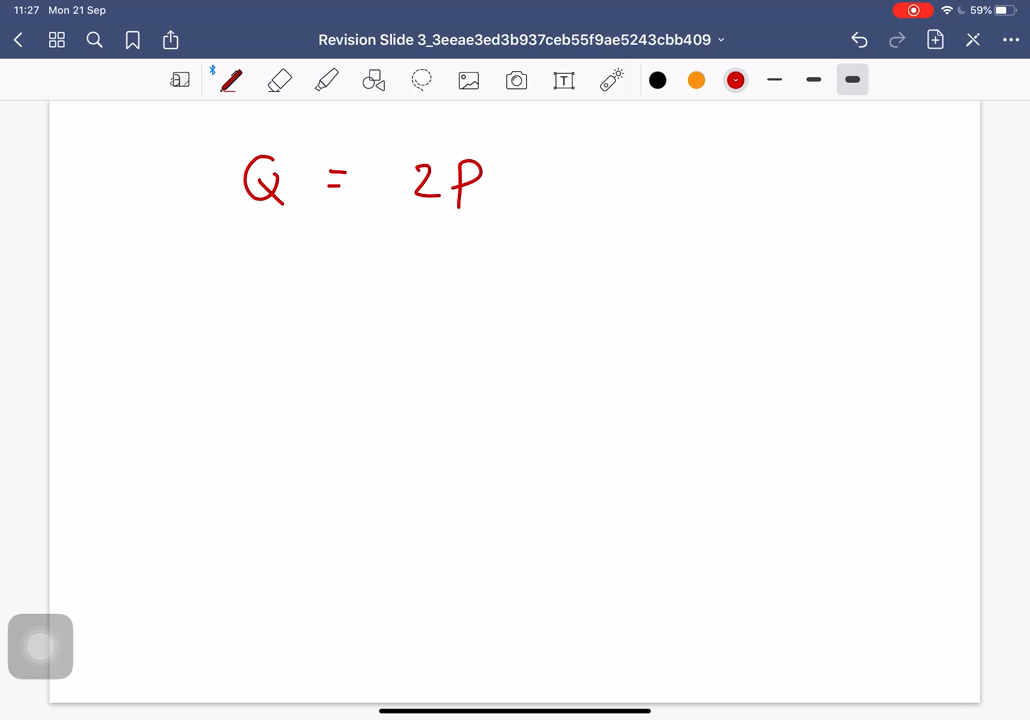 11:27 Mon 21 Sep 59%
Revision Slide 3_3eeae3ed3b937ceb55f9ae5243cbb409
T
Q = 2P